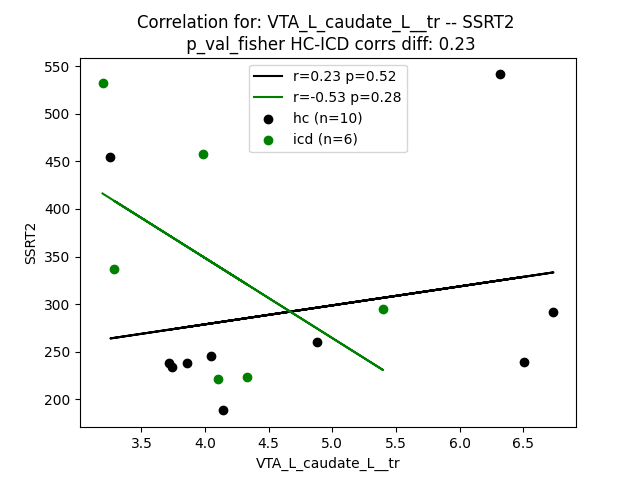 Correlation for: VTA_L_caudate_L__tr -- SSRT2
p_val_fisher HC-ICD corrs diff: 0.23
r=0.23 p=0.52
r=-0.53 p=0.28
hc (n=10)
icd (n=6)
550
500
450
400
350
300
250
200
SSRT2
3.5 4.0 4.5 5.0 5.5 6.0 6.5
VTA_L_caudate_L__tr